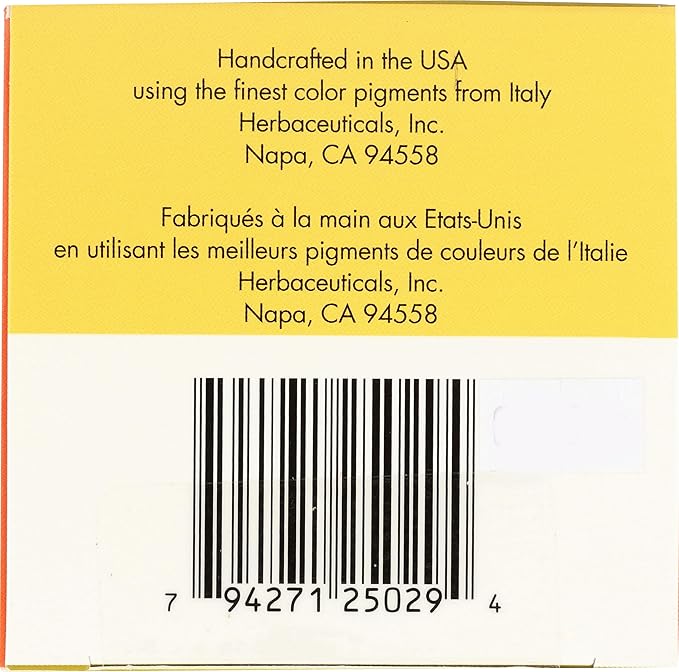 Handcrafted in the USA
using the finest color pigments from Italy
Herbaceuticals, Inc.
Napa, CA 94558
Fabriqués à la main aux Etats-Unis
en utilisant les meilleurs pigments de couleurs de l'Italie
Herbaceuticals, Inc.
Napa, CA 94558
7 94271 25029 4